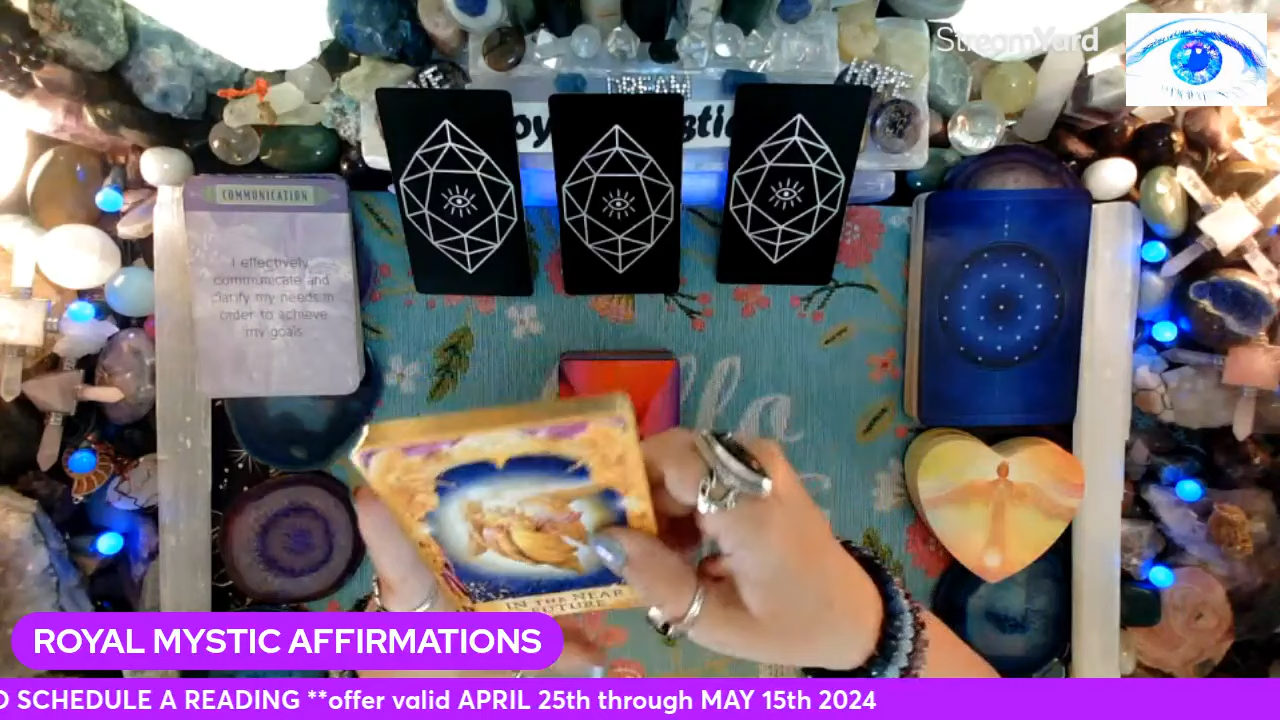 StreamYard
DREAM
HOPE
COMMUNICATION
I effectively
communicate and
clarify my needs in
order to achieve
my goals
IN THE NEAR
FUTURE
ROYAL MYSTIC AFFIRMATIONS
SCHEDULE A READING **offer valid APRIL 25th through MAY 15th 2024